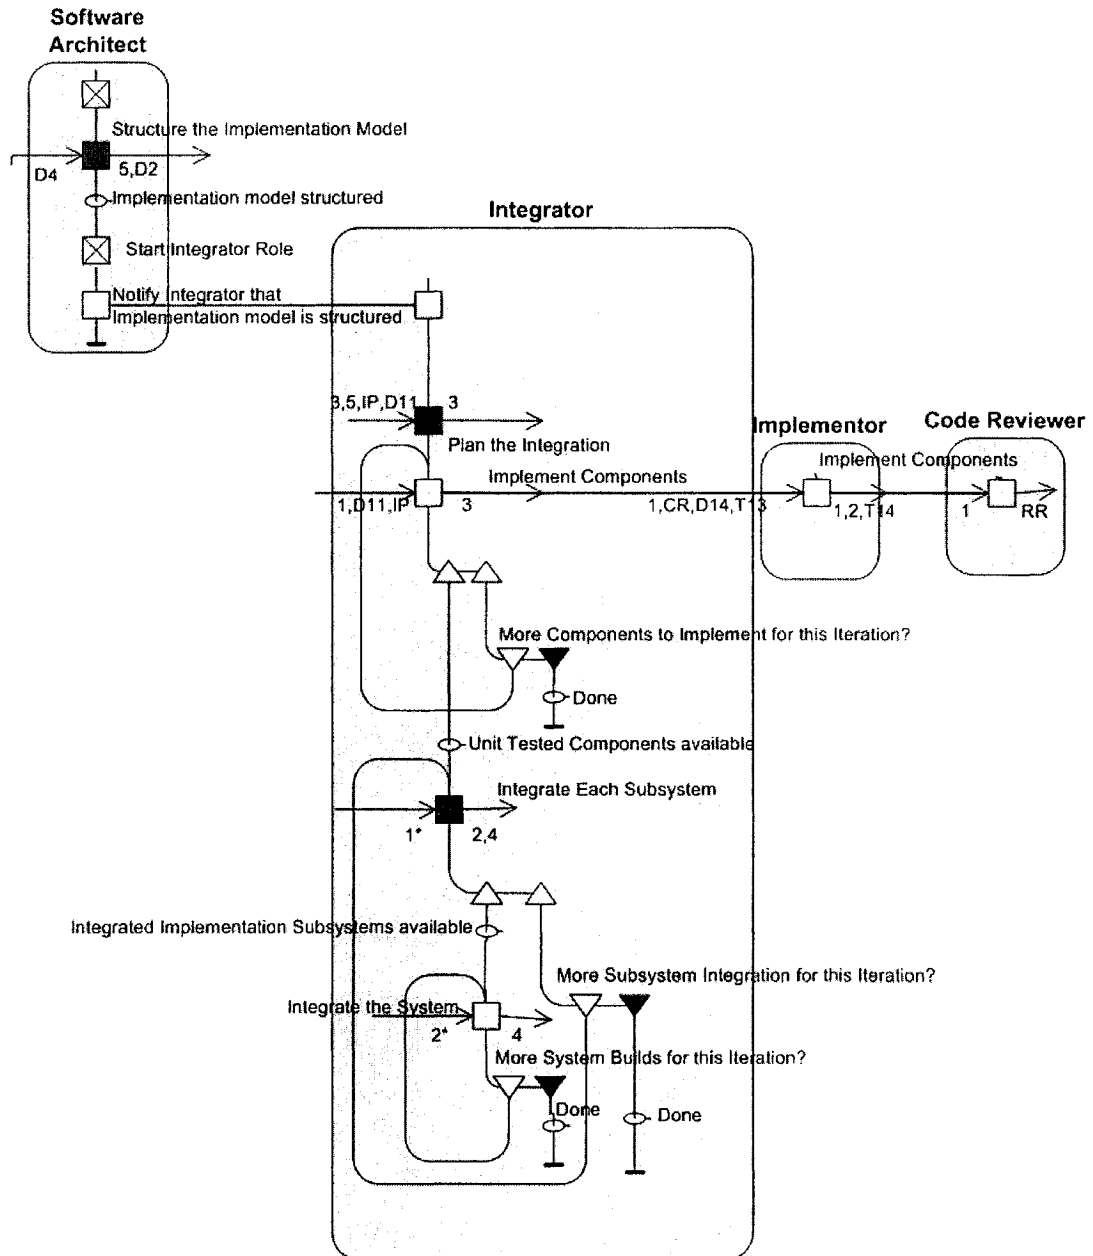 Software
Architect
Structure the Implementation Model
D4
5,D2
Implementation model structured
Start Integrator Role
Notify Integrator that
Implementation model is structured
Integrator
3,5,IP,D11
3
Plan the Integration
Implementor
Code Reviewer
Implement Components
Implement Components
1,D11,IP
3
1,CR,D14,T13
1,2,T14
1
RR
More Components to Implement for this Iteration?
Done
Unit Tested Components available
Integrate Each Subsystem
1*
2,4
Integrated Implementation Subsystems available
More Subsystem Integration for this Iteration?
Integrate the System
2*
4
More System Builds for this Iteration?
Done
Done